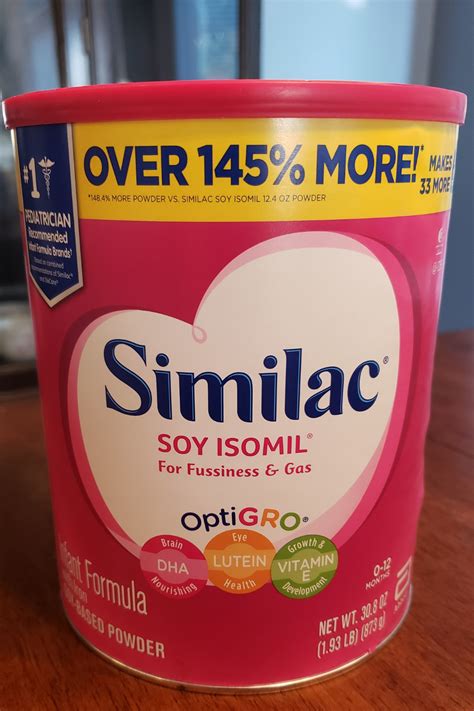 #1
PEDIATRICIAN
Recommended
Infant Formula Brands†
OVER 145% MORE!*
*148.4% MORE POWDER VS. SIMILAC SOY ISOMIL 12.4 OZ POWDER
MAKES
33 MORE
Similac®
SOY ISOMIL®
For Fussiness & Gas
OptiGRO®
Brain
DHA
Nourishing
Eye
LUTEIN
Health
Growth &
VITAMIN
E
Development
fant Formula
BASED POWDER
0-12
MONTHS
NET WT. 30.8 OZ
(1.93 LB) (873 g)